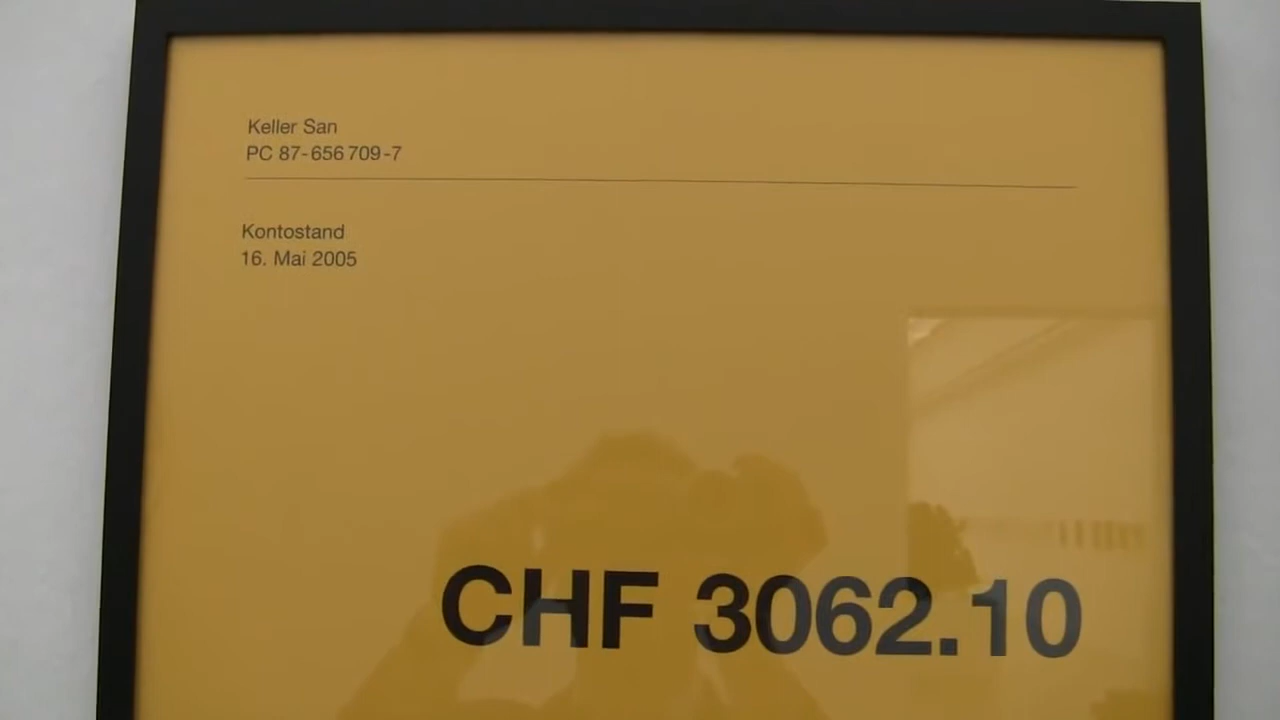 Keller San
PC 87-656 709-7
Kontostand
16. Mai 2005
CHF 3062.10